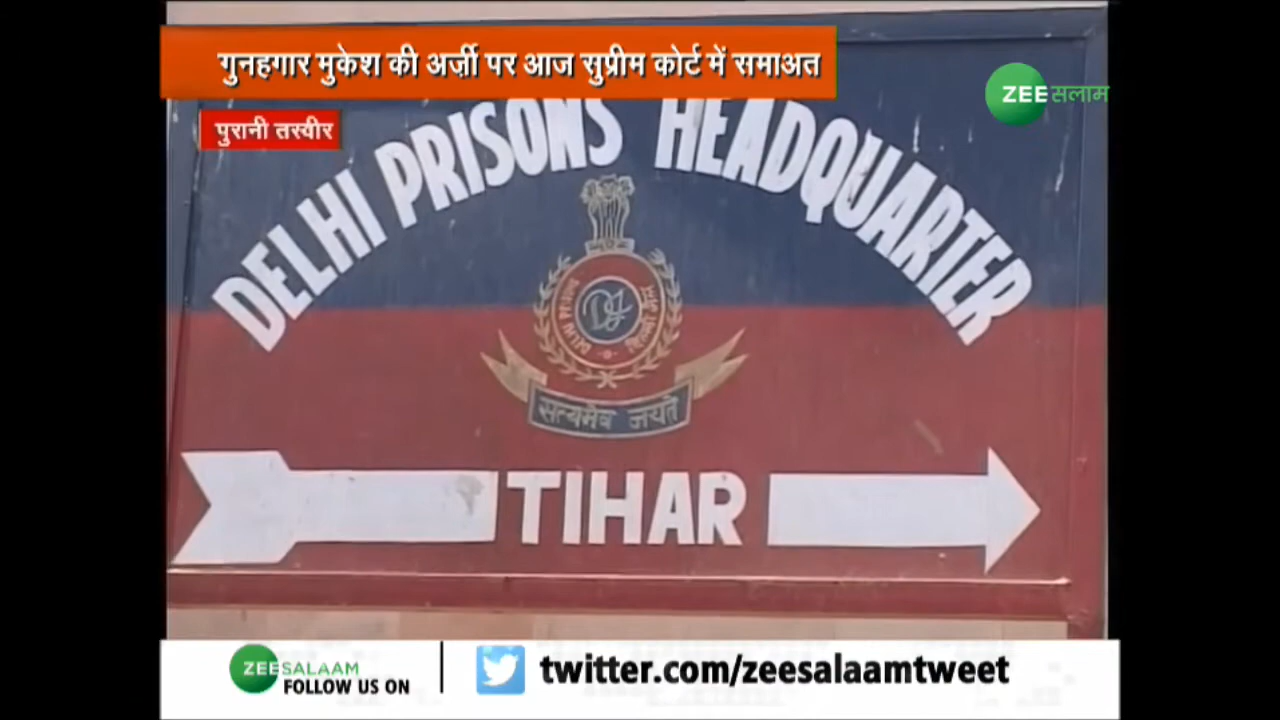 गुनहगार मुकेश की अर्ज़ी पर आज सुप्रीम कोर्ट में समाअत
ZEE सलाम
पुरानी तस्वीर
DELHI PRISONS HEADQUARTER
सत्यमेव जयते
TIHAR
ZEE SALAAM
FOLLOW US ON
twitter.com/zeesalaamtweet